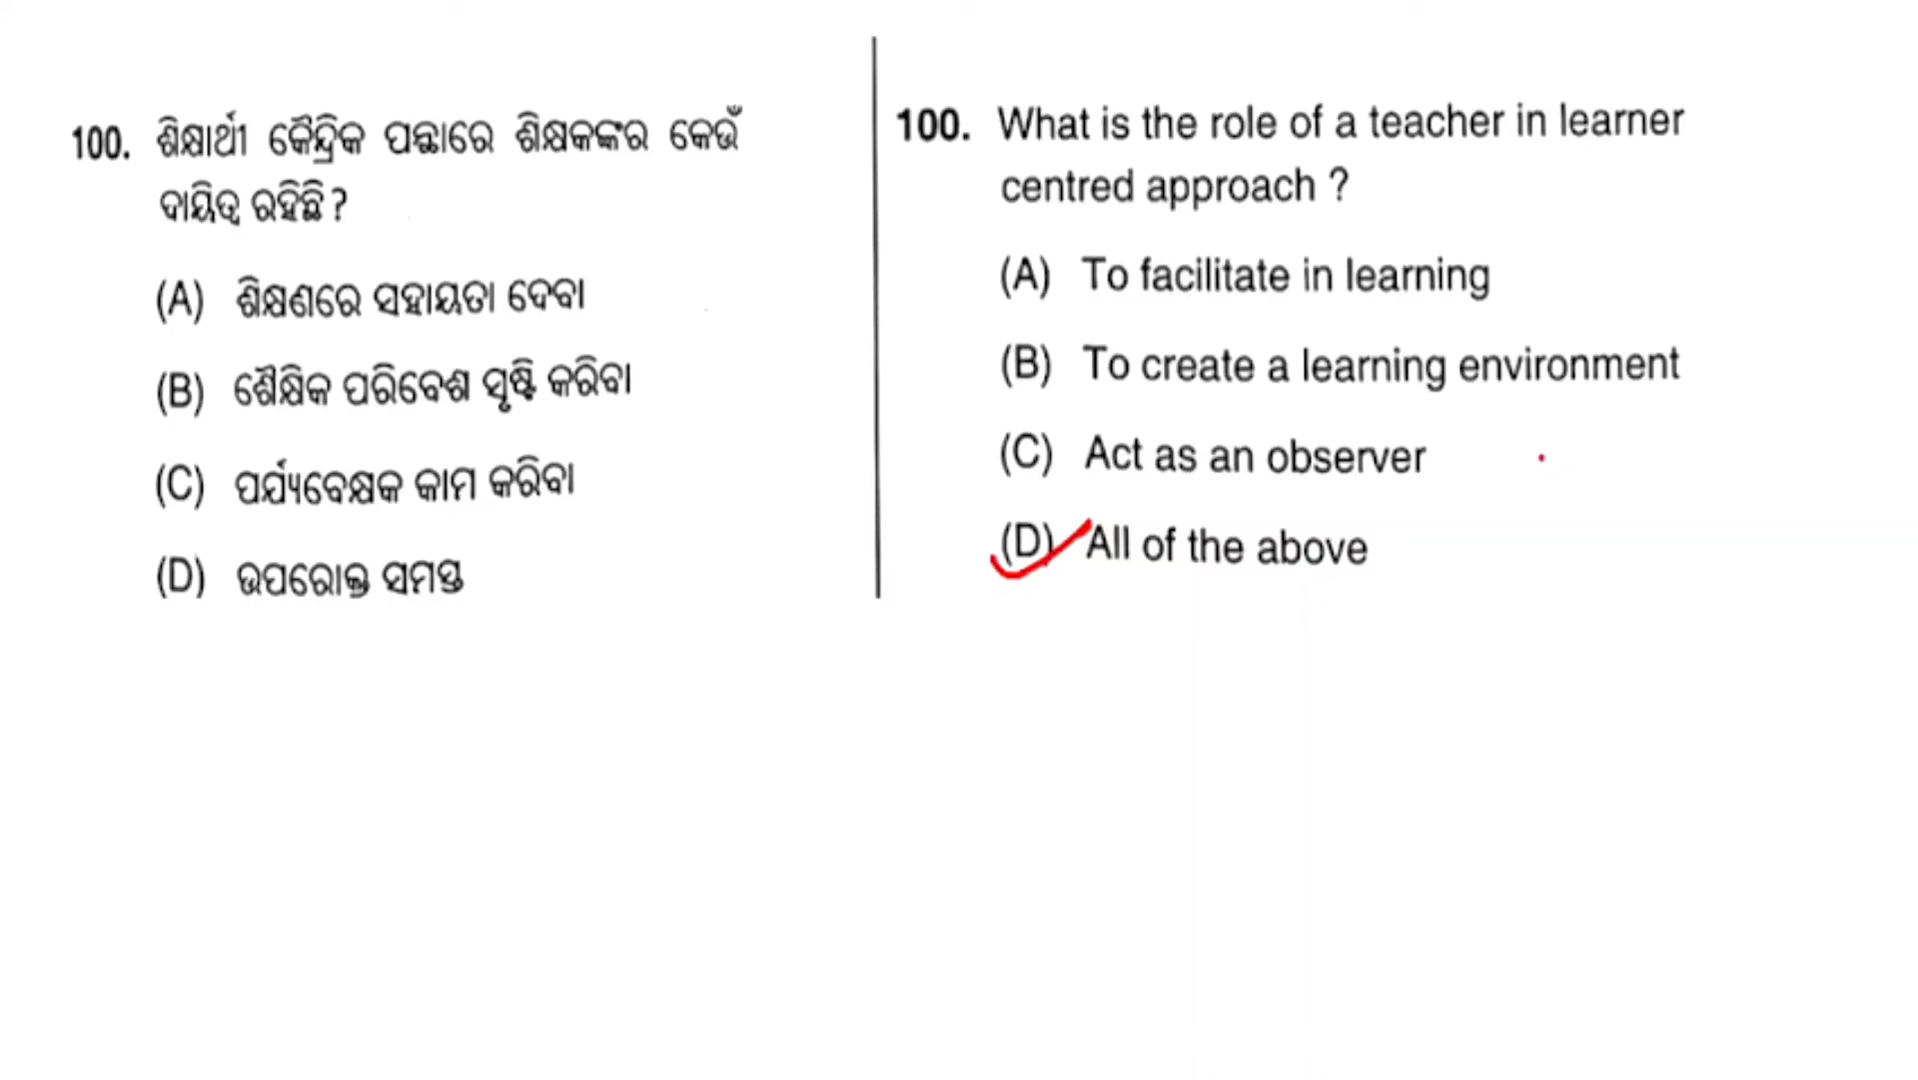 100. ଶିକ୍ଷାର୍ଥୀ କୈନ୍ଦ୍ରିକ ପନ୍ଥାରେ ଶିକ୍ଷକଙ୍କର କେଉଁ
ଦାୟିତ୍ୱ ରହିଛି ?
(A) ଶିକ୍ଷଣରେ ସହାୟତା ଦେବା
(B) ଶୈକ୍ଷିକ ପରିବେଶ ସୃଷ୍ଟି କରିବା
(C) ପର୍ଯ୍ୟବେକ୍ଷକ କାମ କରିବା
(D) ଉପରୋକ୍ତ ସମସ୍ତ
100. What is the role of a teacher in learner
centred approach ?
(A) To facilitate in learning
(B) To create a learning environment
(C) Act as an observer
(D) All of the above